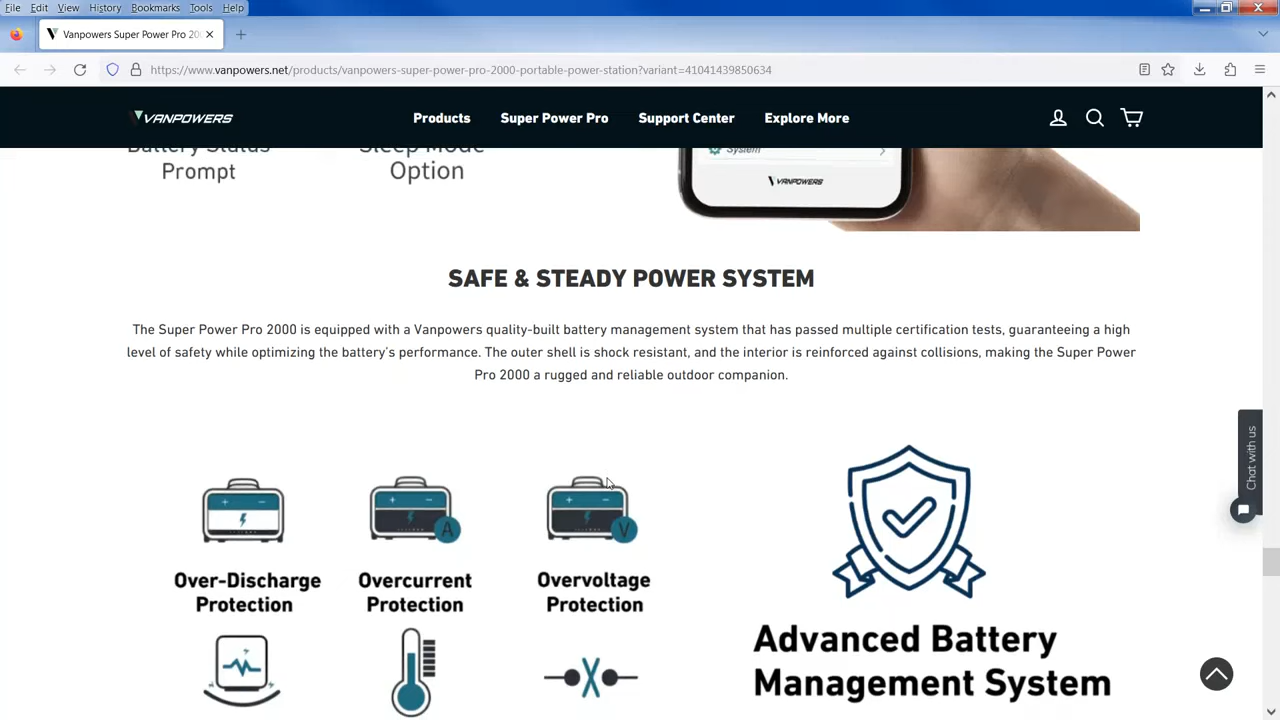 File Edit View History Bookmarks Tools Help
Vanpowers Super Power Pro 20
https://www.vanpowers.net/products/vanpowers-super-power-pro-2000-portable-power-station?variant=41041439850634
VANPOWERS
Products Super Power Pro Support Center Explore More
Battery Status
Prompt
Sleep Mode
Option
System
VANPOWERS
SAFE & STEADY POWER SYSTEM
The Super Power Pro 2000 is equipped with a Vanpowers quality-built battery management system that has passed multiple certification tests, guaranteeing a high
level of safety while optimizing the battery's performance. The outer shell is shock resistant, and the interior is reinforced against collisions, making the Super Power
Pro 2000 a rugged and reliable outdoor companion.
Chat with us
A
V
Over-Discharge
Protection
Overcurrent
Protection
Overvoltage
Protection
Advanced Battery
Management System